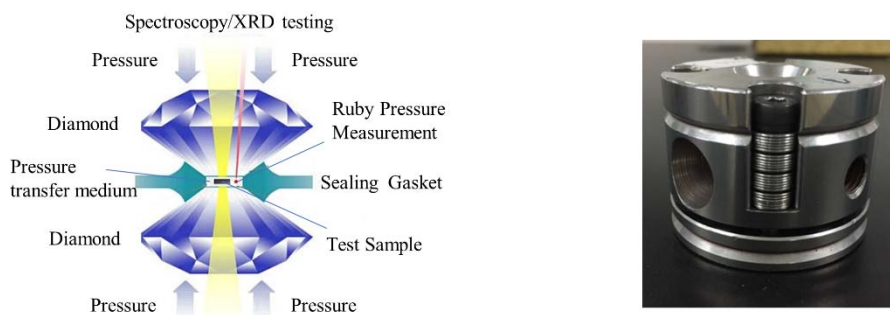 Spectroscopy/XRD testing
Pressure
Pressure
Diamond
Ruby Pressure
Measurement
Pressure
transfer medium
Sealing Gasket
Diamond
Test Sample
Pressure
Pressure